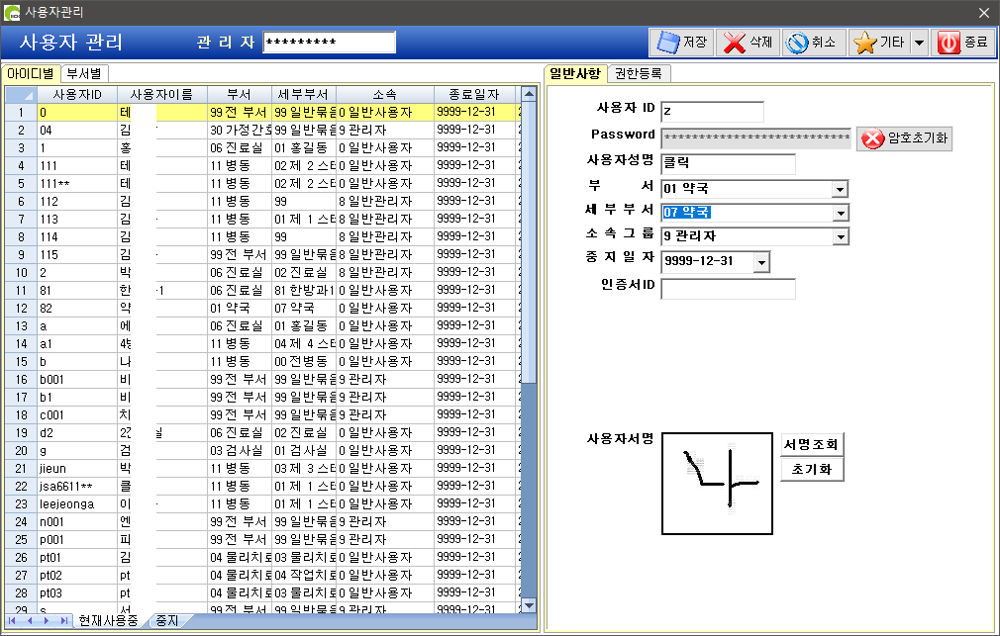 사용자관리
사용자 관리 관 리 자 *********
저장 삭제 취소 기타 종료
아이디별 부서별
사용자ID 사용자이름 부서 세부부서 소속 종료일자
1 0 테 99 전 부서 99 일반묶음 0 일반사용자 9999-12-31
2 04 김 30 가정간호 99 일반묶음 9 관리자 9999-12-31
3 1 홍 06 진료실 01 홍길동 0 일반사용자 9999-12-31
4 111 테 11 병동 02 제 2 스테 0 일반사용자 9999-12-31
5 111** 테 11 병동 02 제 2 스테 0 일반사용자 9999-12-31
6 112 김 11 병동 99 8 일반관리자 9999-12-31
7 113 김 11 병동 01 제 1 스테 8 일반관리자 9999-12-31
8 114 김 11 병동 99 8 일반관리자 9999-12-31
9 115 김 99 전 부서 99 일반묶음 8 일반관리자 9999-12-31
10 2 박 06 진료실 02 진료실 8 일반관리자 9999-12-31
11 81 한 1 06 진료실 81 한방과1 0 일반사용자 9999-12-31
12 82 약 01 약국 07 약국 0 일반사용자 9999-12-31
13 a 에 06 진료실 01 홍길동 0 일반사용자 9999-12-31
14 a1 4병 11 병동 04 제 4 스테 0 일반사용자 9999-12-31
15 b 나 11 병동 00 전병동 0 일반사용자 9999-12-31
16 b001 비 99 전 부서 99 일반묶음 9 관리자 9999-12-31
17 b1 비 99 전 부서 99 일반묶음 9 관리자 9999-12-31
18 c001 치 99 전 부서 99 일반묶음 9 관리자 9999-12-31
19 d2 2진 실 06 진료실 02 진료실 0 일반사용자 9999-12-31
20 g 검 03 검사실 01 검사실 0 일반사용자 9999-12-31
21 jieun 박 11 병동 03 제 3 스테 0 일반사용자 9999-12-31
22 jsa6611** 클 11 병동 01 제 1 스테 0 일반사용자 9999-12-31
23 leejeonga 이 11 병동 01 제 1 스테 0 일반사용자 9999-12-31
24 n001 엔 99 전 부서 99 일반묶음 9 관리자 9999-12-31
25 p001 피 99 전 부서 99 일반묶음 9 관리자 9999-12-31
26 pt01 김 04 물리치료 03 물리치료 0 일반사용자 9999-12-31
27 pt02 pt 04 물리치료 04 작업치료 0 일반사용자 9999-12-31
28 pt03 pt 04 물리치료 03 물리치료 0 일반사용자 9999-12-31
29 s 서 99 전 부서 99 일반묶음 9 관리자 9999-12-31
현재사용중 중지
일반사항 권한등록
사용자 ID z
Password *************************** 암호초기화
사용자성명 클릭
부 서 01 약국
세 부 부 서 07 약국
소 속 그 룹 9 관리자
중 지 일 자 9999-12-31
인증서ID
사용자서명 서명조회
초기화